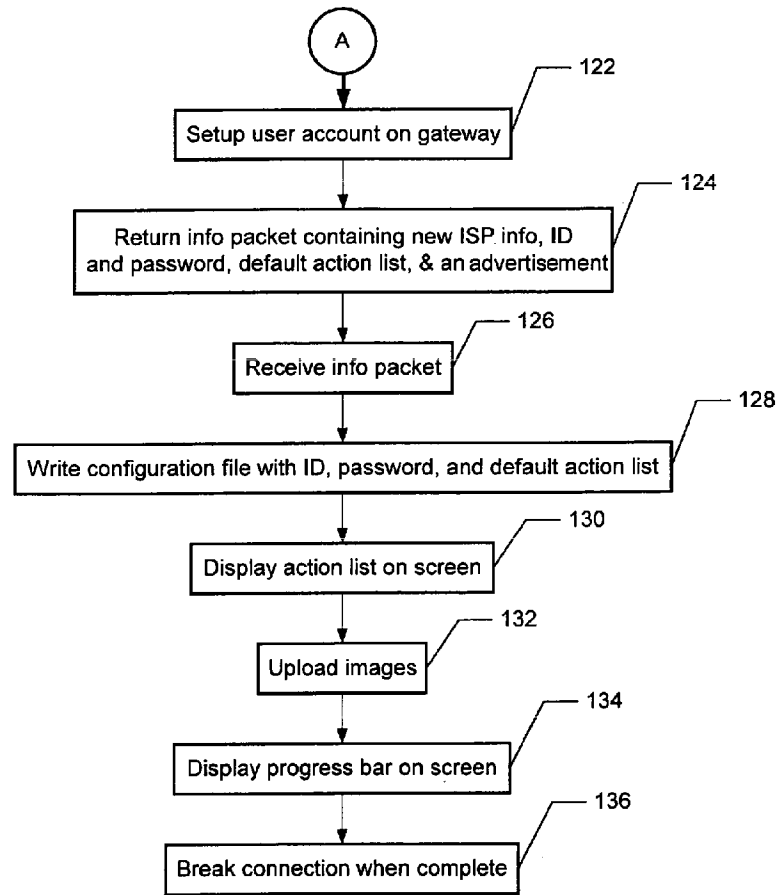 A
122
Setup user account on gateway
124
Return info packet containing new ISP info, ID
and password, default action list, & an advertisement
126
Receive info packet
128
Write configuration file with ID, password, and default action list
130
Display action list on screen
132
Upload images
134
Display progress bar on screen
136
Break connection when complete